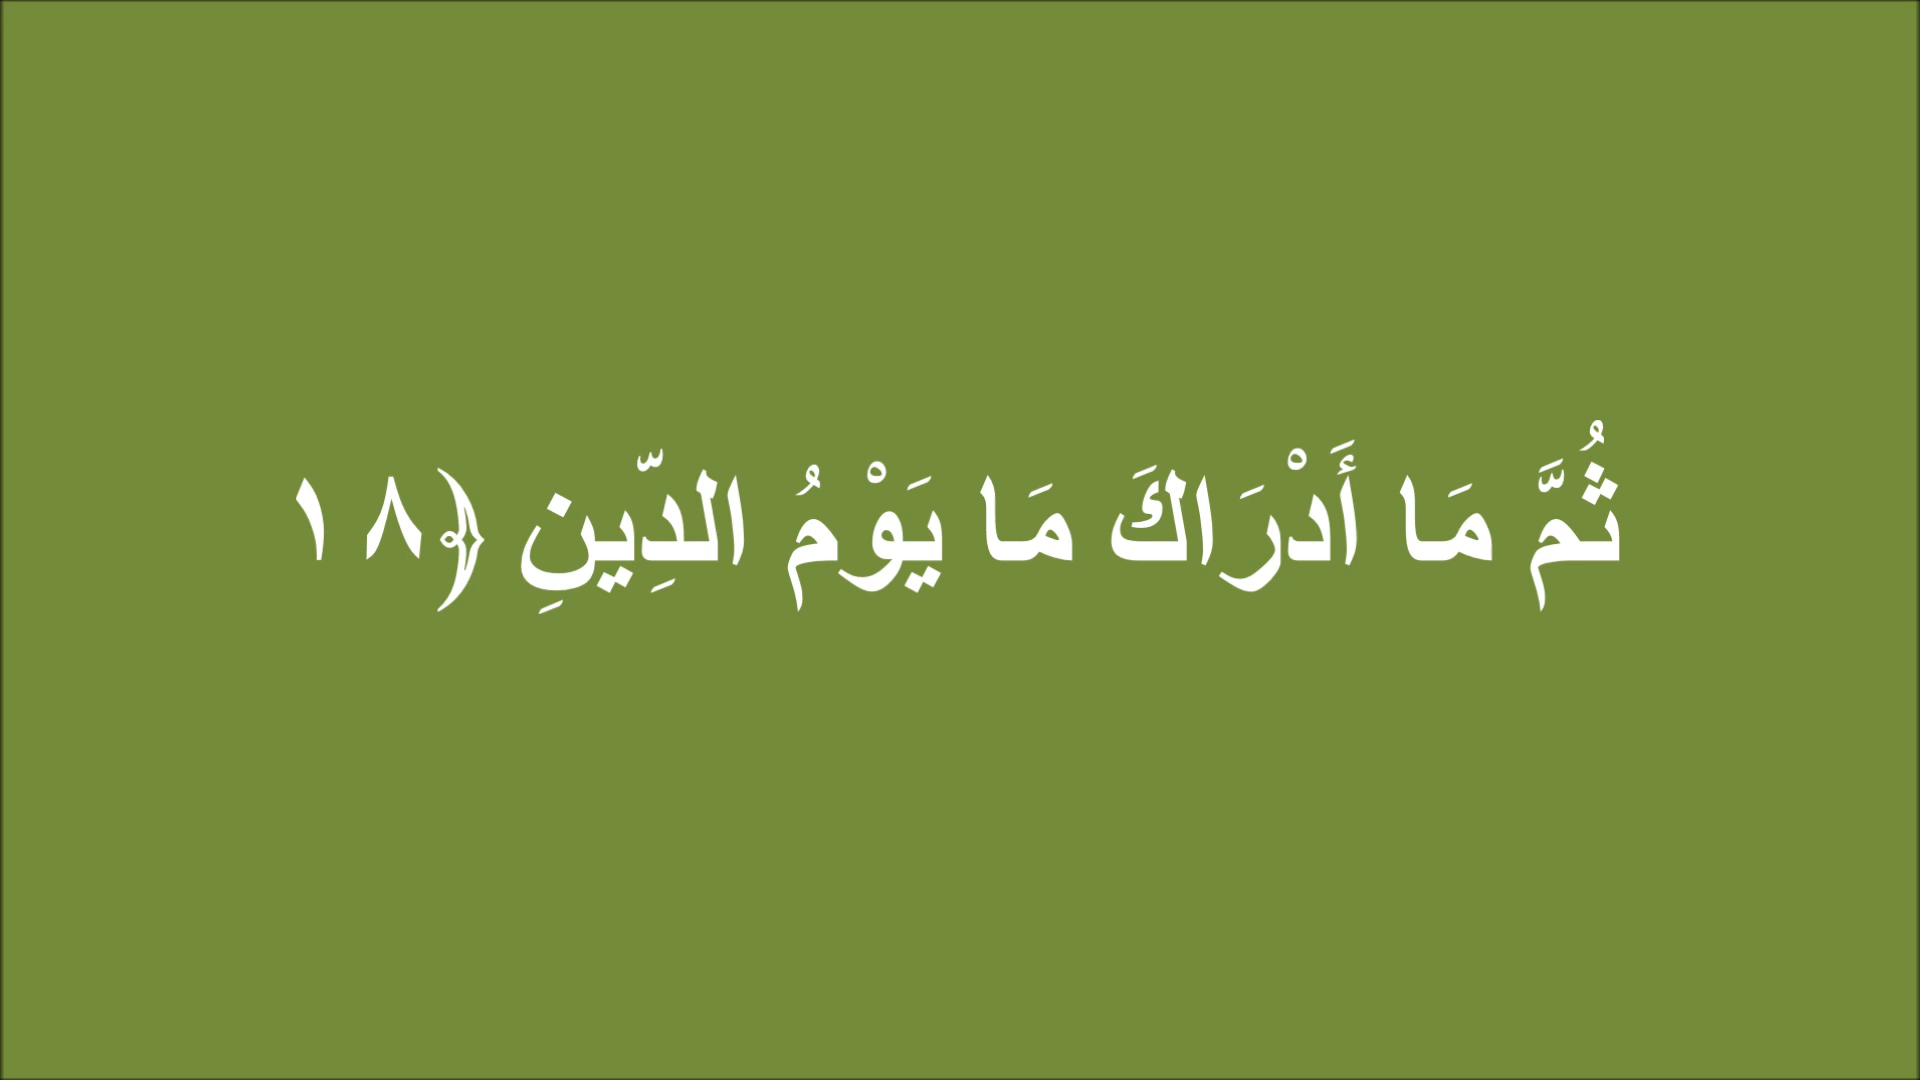 ثُمَّ مَا أَدْرَاكَ مَا يَوْمُ الدِّينِ ﴿١٨